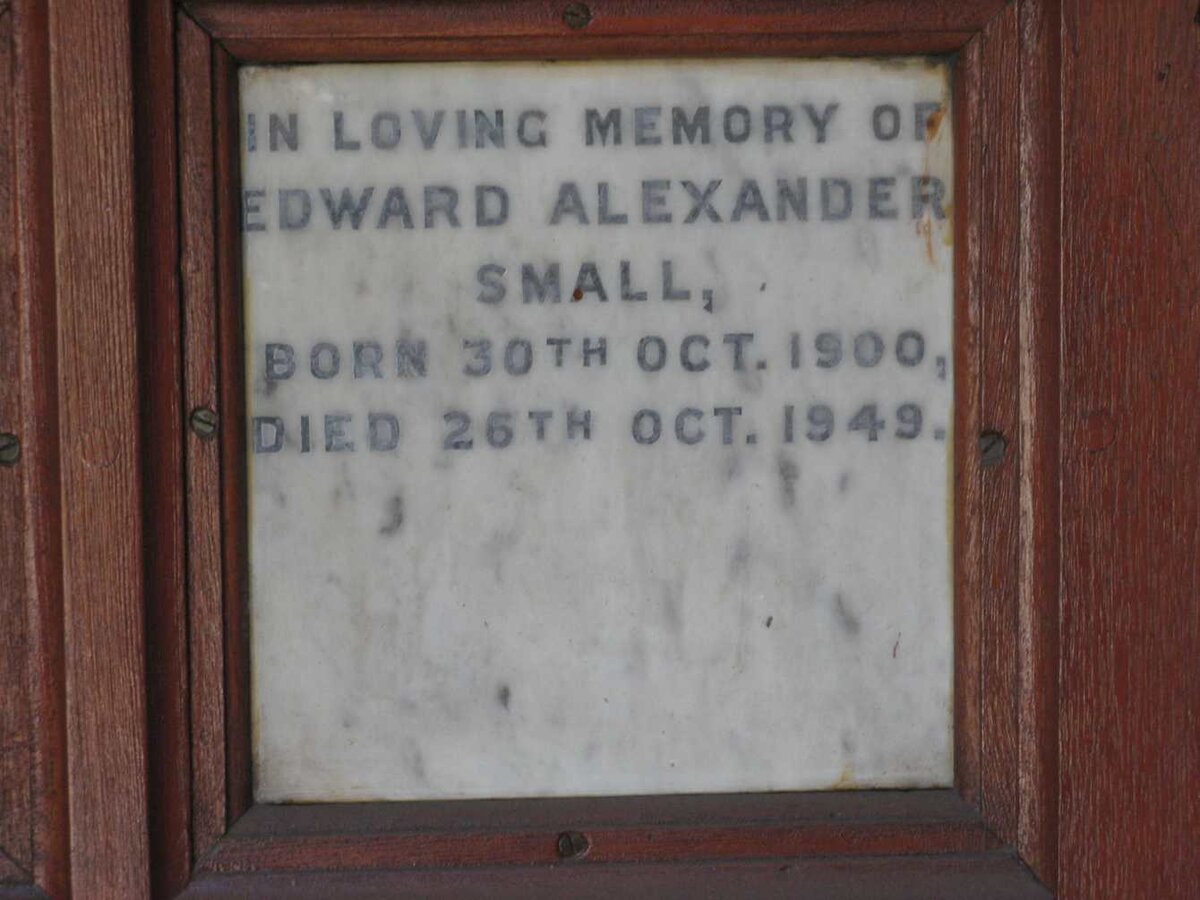 IN LOVING MEMORY OF
EDWARD ALEXANDER
SMALL,
BORN 30TH OCT. 1900,
DIED 26TH OCT. 1949.